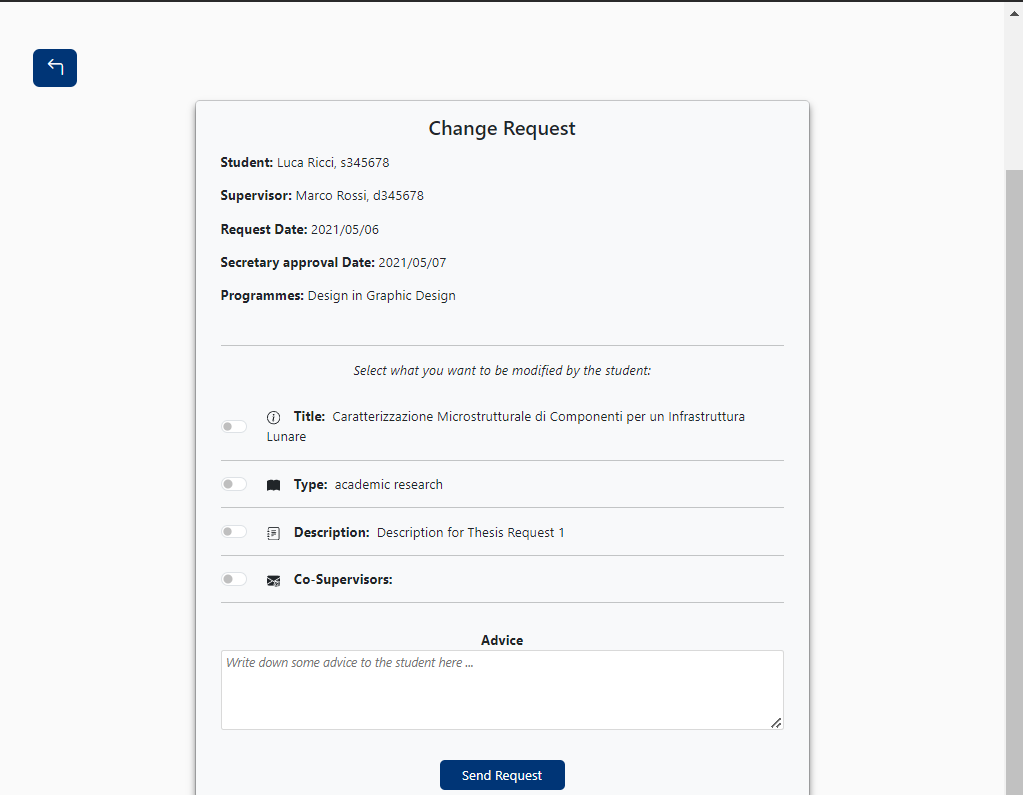 Change Request
Student: Luca Ricci, s345678
Supervisor: Marco Rossi, d345678
Request Date: 2021/05/06
Secretary approval Date: 2021/05/07
Programmes: Design in Graphic Design
Select what you want to be modified by the student:
Title: Caratterizzazione Microstrutturale di Componenti per un Infrastruttura
Lunare
Type: academic research
Description: Description for Thesis Request 1
Co-Supervisors:
Advice
Write down some advice to the student here ...
Send Request